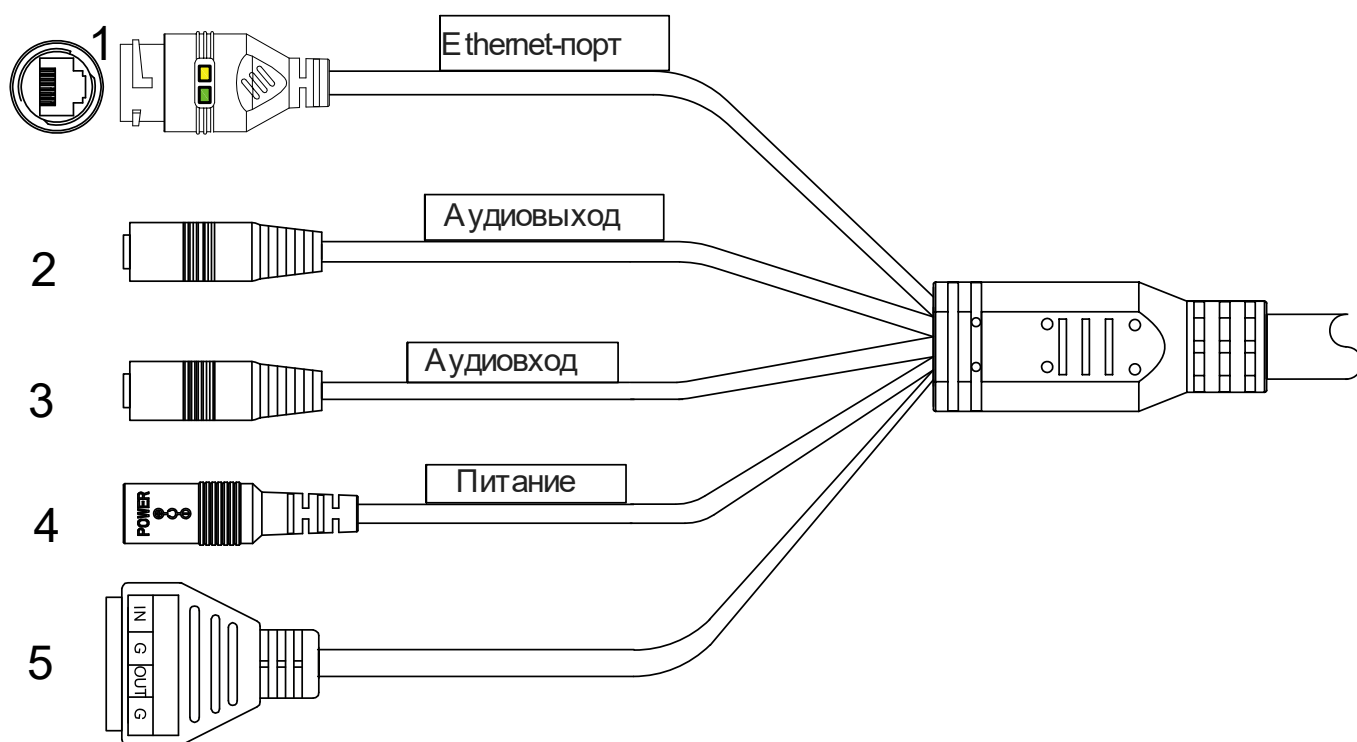 1
Ethernet-порт
2
Аудиовыход
3
Аудиовход
4
POWER
Питание
5
IN
G
OUT
G